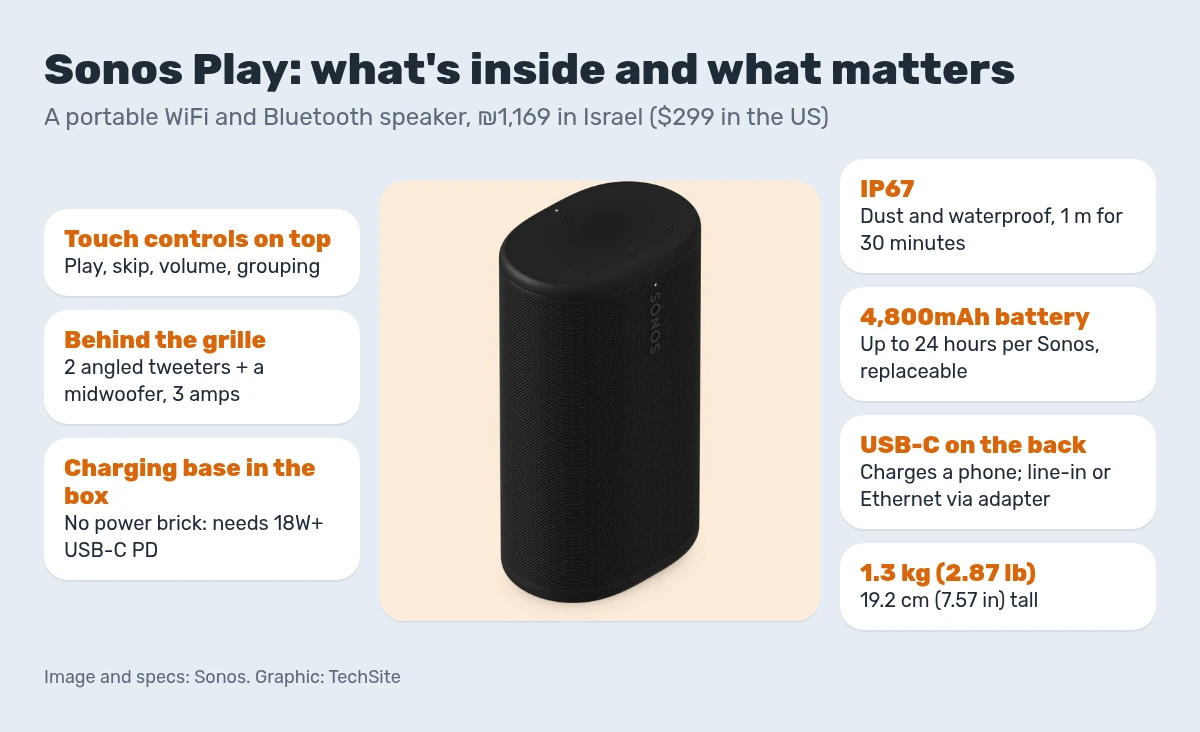 Sonos Play: what's inside and what matters
A portable WiFi and Bluetooth speaker, ₪1,169 in Israel ($299 in the US)
Touch controls on top
Play, skip, volume, grouping
Behind the grille
2 angled tweeters + a
midwoofer, 3 amps
Charging base in the
box
No power brick: needs 18W+
USB-C PD
SONOS
IP67
Dust and waterproof, 1 m for
30 minutes
4,800mAh battery
Up to 24 hours per Sonos,
replaceable
USB-C on the back
Charges a phone; line-in or
Ethernet via adapter
1.3 kg (2.87 lb)
19.2 cm (7.57 in) tall
Image and specs: Sonos. Graphic: TechSite